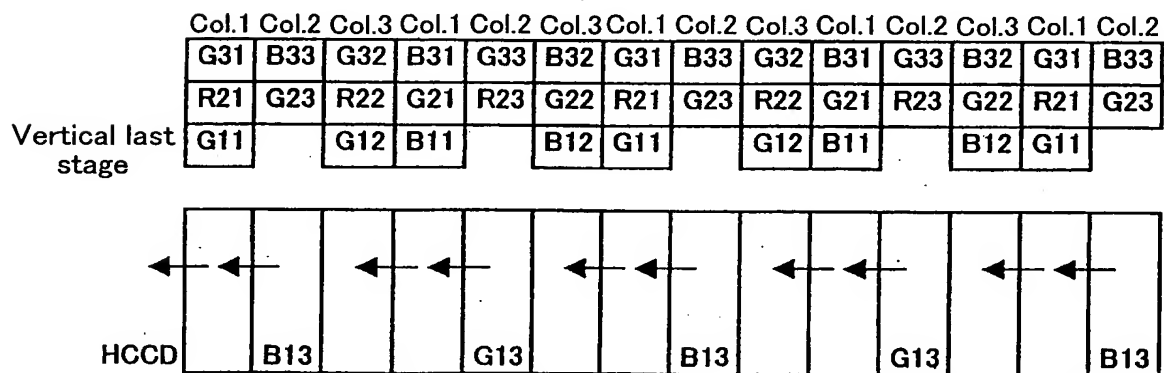 Col.1 Col.2 Col.3 Col.1 Col.2 Col.3 Col.1 Col.2 Col.3 Col.1 Col.2 Col.3 Col.1 Col.2
G31 B33 G32 B31 G33 B32 G31 B33 G32 B31 G33 B32 G31 B33
R21 G23 R22 G21 R23 G22 R21 G23 R22 G21 R23 G22 R21 G23
Vertical last stage G11 G12 B11 B12 G11 G12 B11 B12 G11
HCCD B13 G13 B13 G13 B13